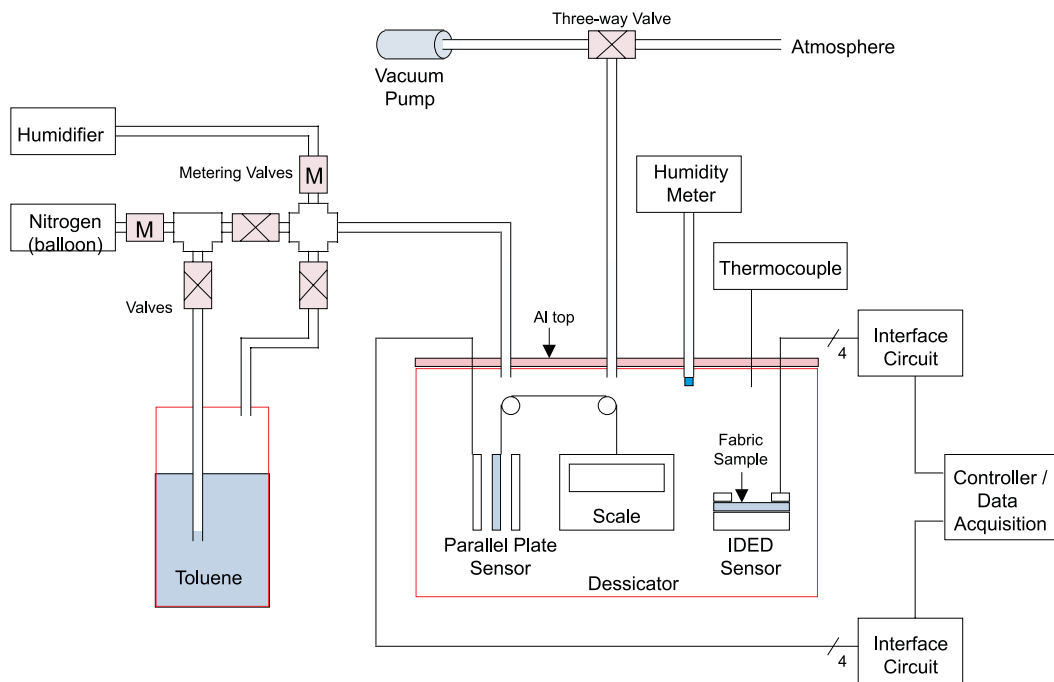 Three-way Valve
Atmosphere
Vacuum
Pump
Humidifier
Metering Valves
M
Humidity
Meter
Nitrogen
(balloon)
M
Thermocouple
Valves
Al top
4
Interface
Circuit
Fabric
Sample
Controller /
Data
Acquisition
Scale
Parallel Plate
Sensor
IDED
Sensor
Toluene
Dessicator
4
Interface
Circuit